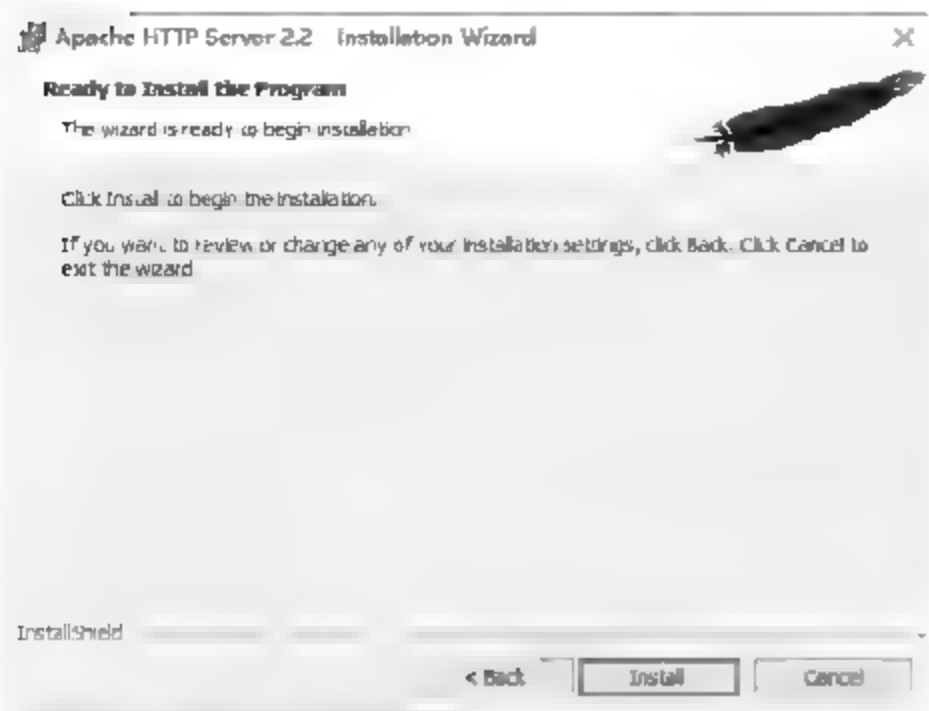 Apache HTTP Server 2.2 Installation Wizard
Ready to Install the Program
The wizard is ready to begin installation
Click Install to begin the installation.
If you want to review or change any of your installation settings, click Back. Click Cancel to
exit the wizard
InstallShield
< Back Install Cancel